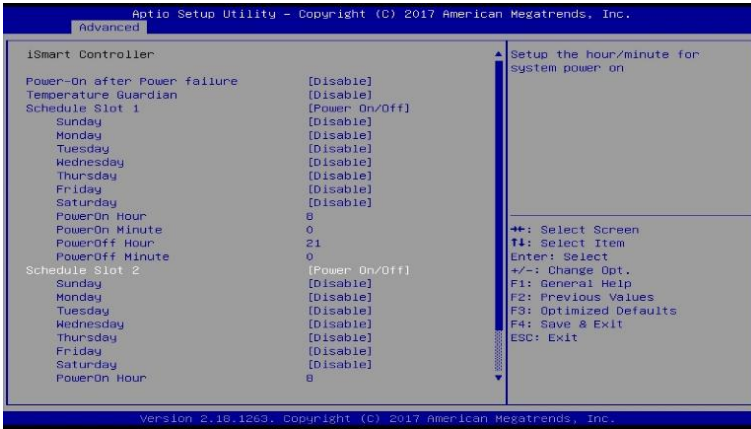 Aptio Setup Utility – Copyright (C) 2017 American Megatrends, Inc.
Advanced
iSmart Controller
Power-On after Power failure [Disable]
Temperature Guardian [Disable]
Schedule Slot 1 [Power On/Off]
Sunday [Disable]
Monday [Disable]
Tuesday [Disable]
Wednesday [Disable]
Thursday [Disable]
Friday [Disable]
Saturday [Disable]
PowerOn Hour 8
PowerOn Minute 0
PowerOff Hour 21
PowerOff Minute 0
Schedule Slot 2 [Power On/Off]
Sunday [Disable]
Monday [Disable]
Tuesday [Disable]
Wednesday [Disable]
Thursday [Disable]
Friday [Disable]
Saturday [Disable]
PowerOn Hour 8
Setup the hour/minute for
system power on
→←: Select Screen
↑↓: Select Item
Enter: Select
+/-: Change Opt.
F1: General Help
F2: Previous Values
F3: Optimized Defaults
F4: Save & Exit
ESC: Exit
Version 2.18.1263. Copyright (C) 2017 American Megatrends, Inc.